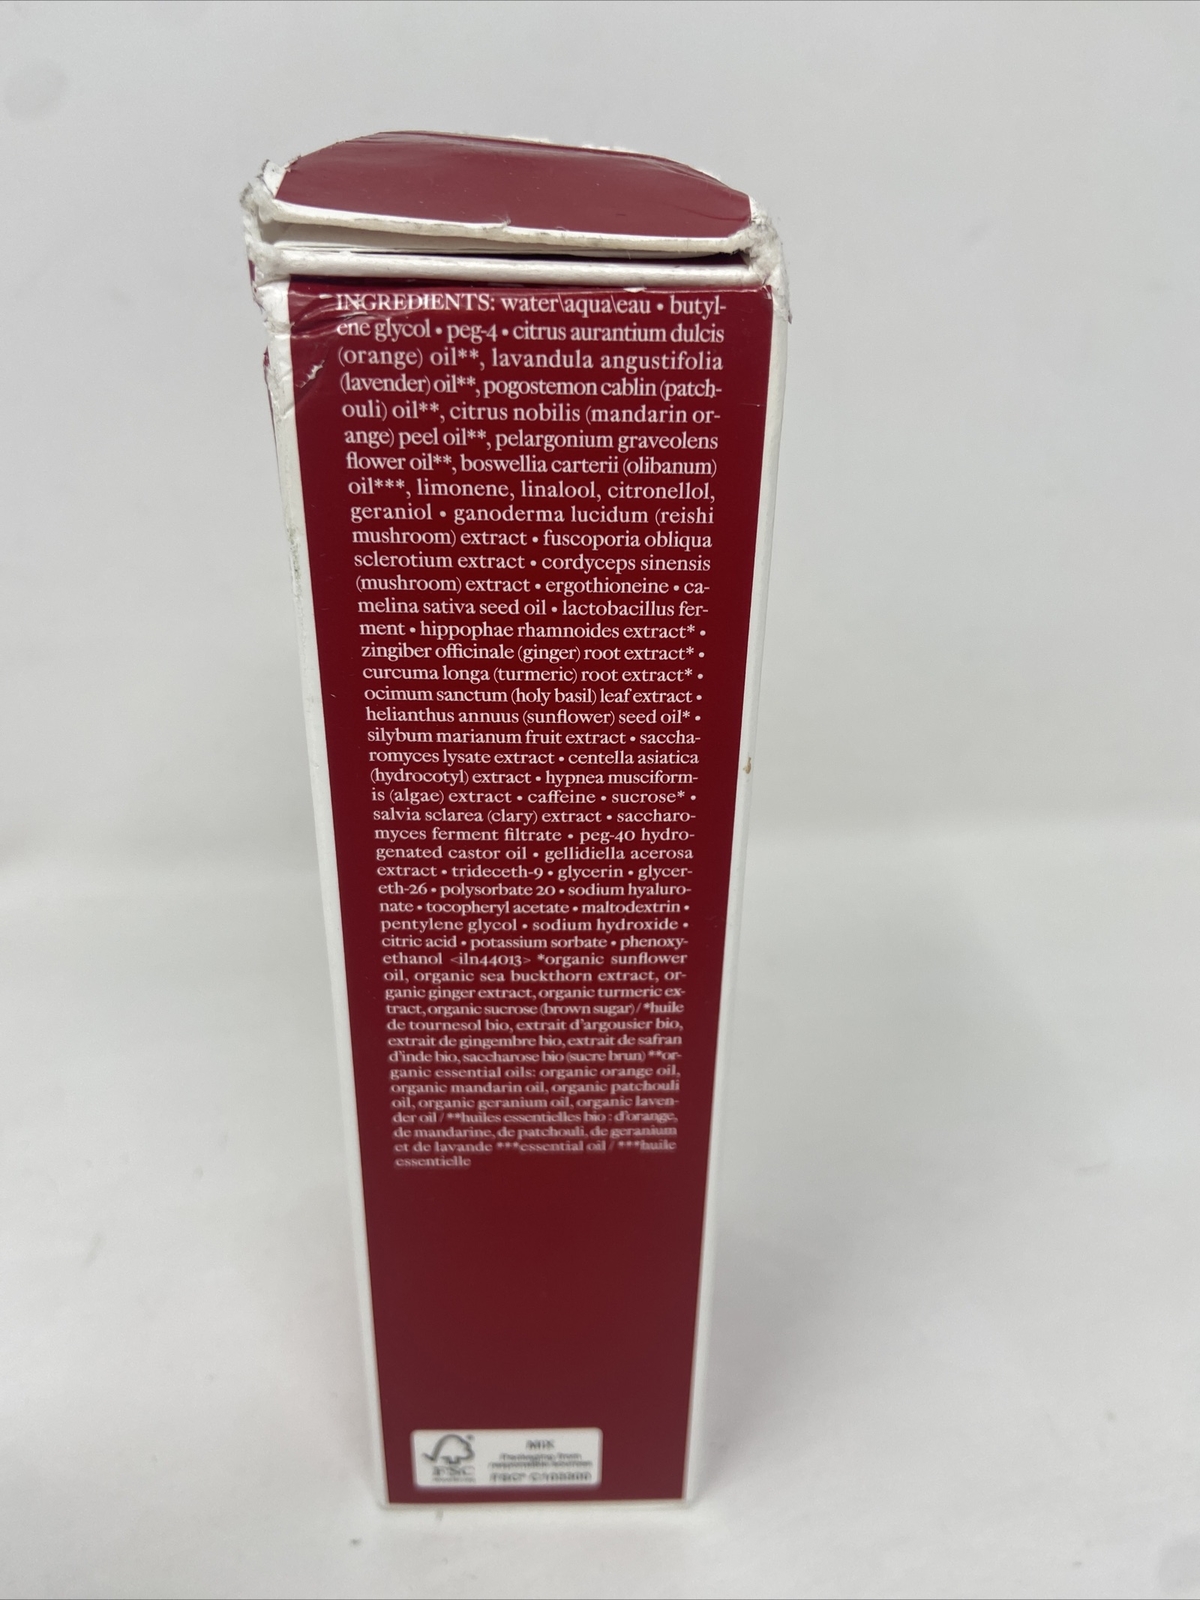 INGREDIENTS: water\aqua\eau • butyl-
ene glycol • peg-4 • citrus aurantium dulcis
(orange) oil**, lavandula angustifolia
(lavender) oil**, pogostemon cablin (patch-
ouli) oil**, citrus nobilis (mandarin or-
ange) peel oil**, pelargonium graveolens
flower oil**, boswellia carterii (olibanum)
oil***, limonene, linalool, citronellol,
geraniol • ganoderma lucidum (reishi
mushroom) extract • fuscoporia obliqua
sclerotium extract • cordyceps sinensis
(mushroom) extract • ergothioneine • ca-
melina sativa seed oil • lactobacillus fer-
ment • hippophae rhamnoides extract* •
zingiber officinale (ginger) root extract* •
curcuma longa (turmeric) root extract* •
ocimum sanctum (holy basil) leaf extract •
helianthus annuus (sunflower) seed oil* •
silybum marianum fruit extract • saccha-
romyces lysate extract • centella asiatica
(hydrocotyl) extract • hypnea musciform-
is (algae) extract • caffeine • sucrose* •
salvia sclarea (clary) extract • saccharo-
myces ferment filtrate • peg-40 hydro-
genated castor oil • gellidiella acerosa
extract • trideceth-9 • glycerin • glycer-
eth-26 • polysorbate 20 • sodium hyaluro-
nate • tocopheryl acetate • maltodextrin •
pentylene glycol • sodium hydroxide •
citric acid • potassium sorbate • phenoxy-
ethanol <iln44013> *organic sunflower
oil, organic sea buckthorn extract, or-
ganic ginger extract, organic turmeric ex-
tract, organic sucrose (brown sugar) / *huile
de tournesol bio, extrait d'argousier bio,
extrait de gingembre bio, extrait de safran
d'inde bio, saccharose bio (sucre brun) **or-
ganic essential oils: organic orange oil,
organic mandarin oil, organic patchouli
oil, organic geranium oil, organic laven-
der oil / **huiles essentielles bio : d'orange,
de mandarine, de patchouli, de geranium
et de lavande ***essential oil / ***huile
essentielle
FSC
MIX
Packaging from
responsible sources
FSC®